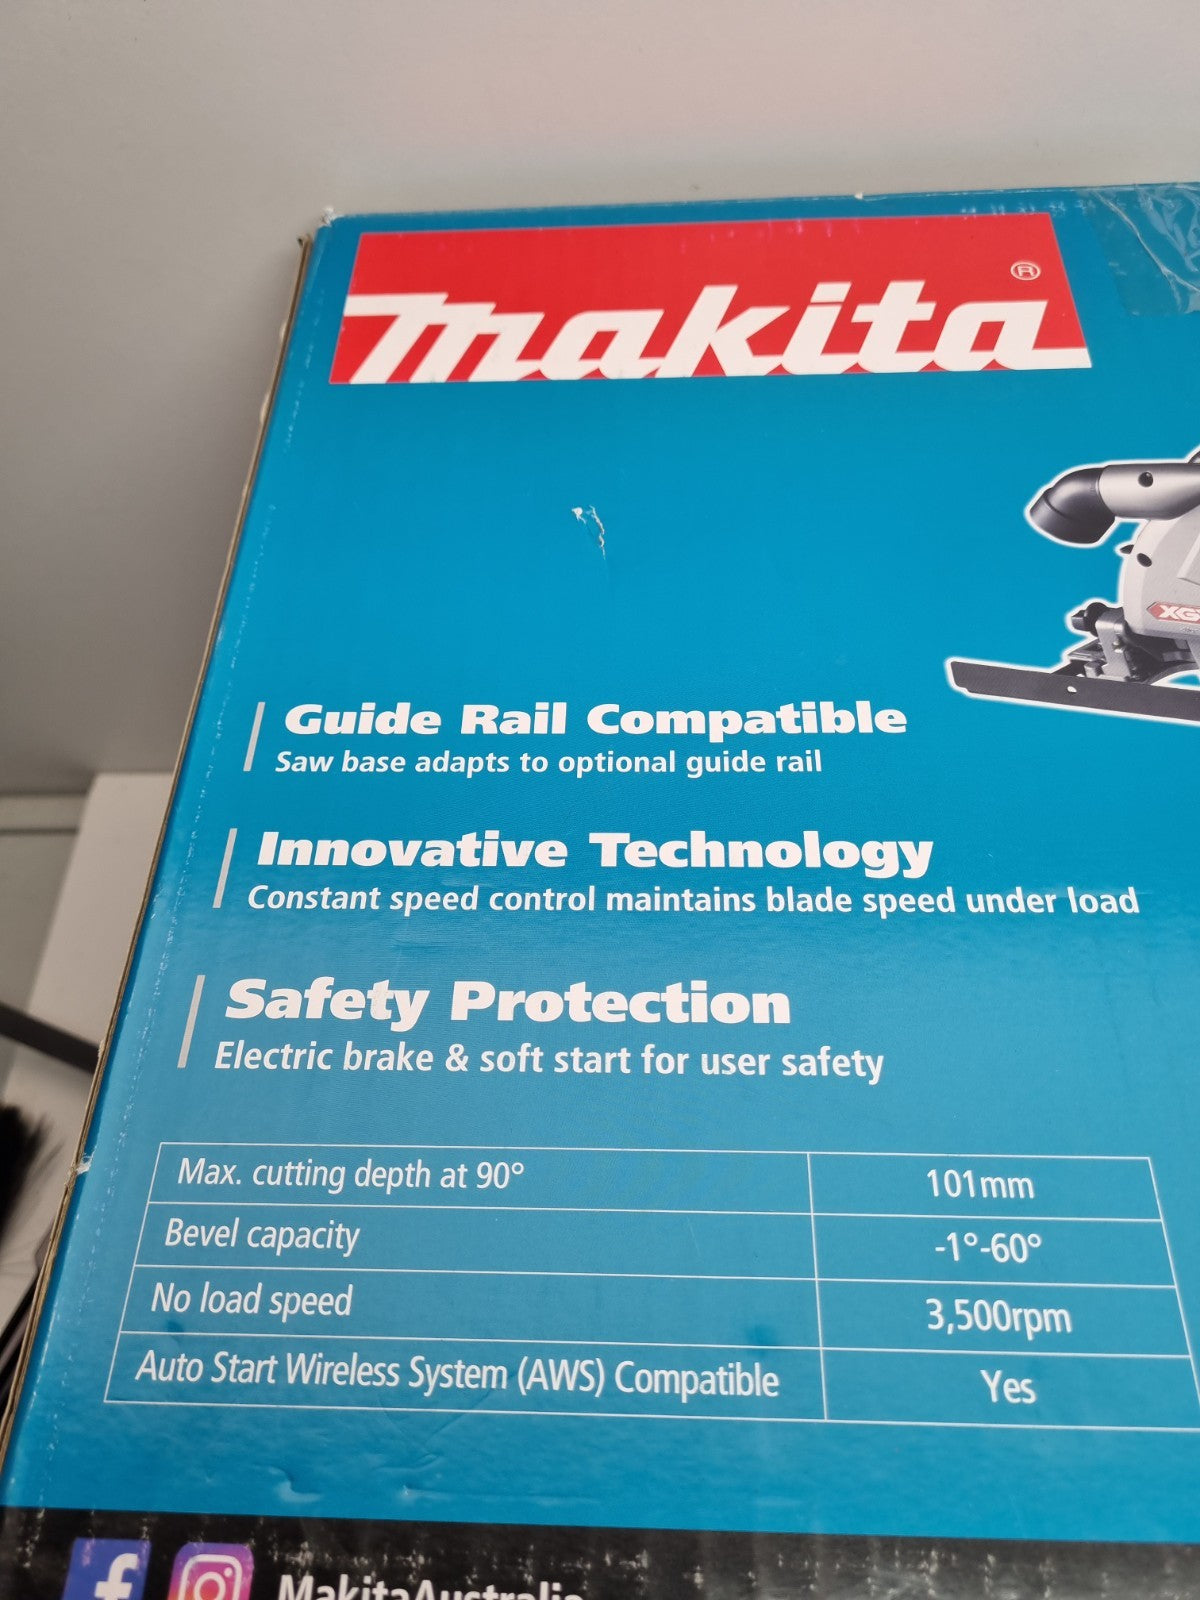 makita®
XG
Guide Rail Compatible
Saw base adapts to optional guide rail
Innovative Technology
Constant speed control maintains blade speed under load
Safety Protection
Electric brake & soft start for user safety
Max. cutting depth at 90° 101mm
Bevel capacity -1°-60°
No load speed 3,500rpm
Auto Start Wireless System (AWS) Compatible Yes
MakitaAustralia